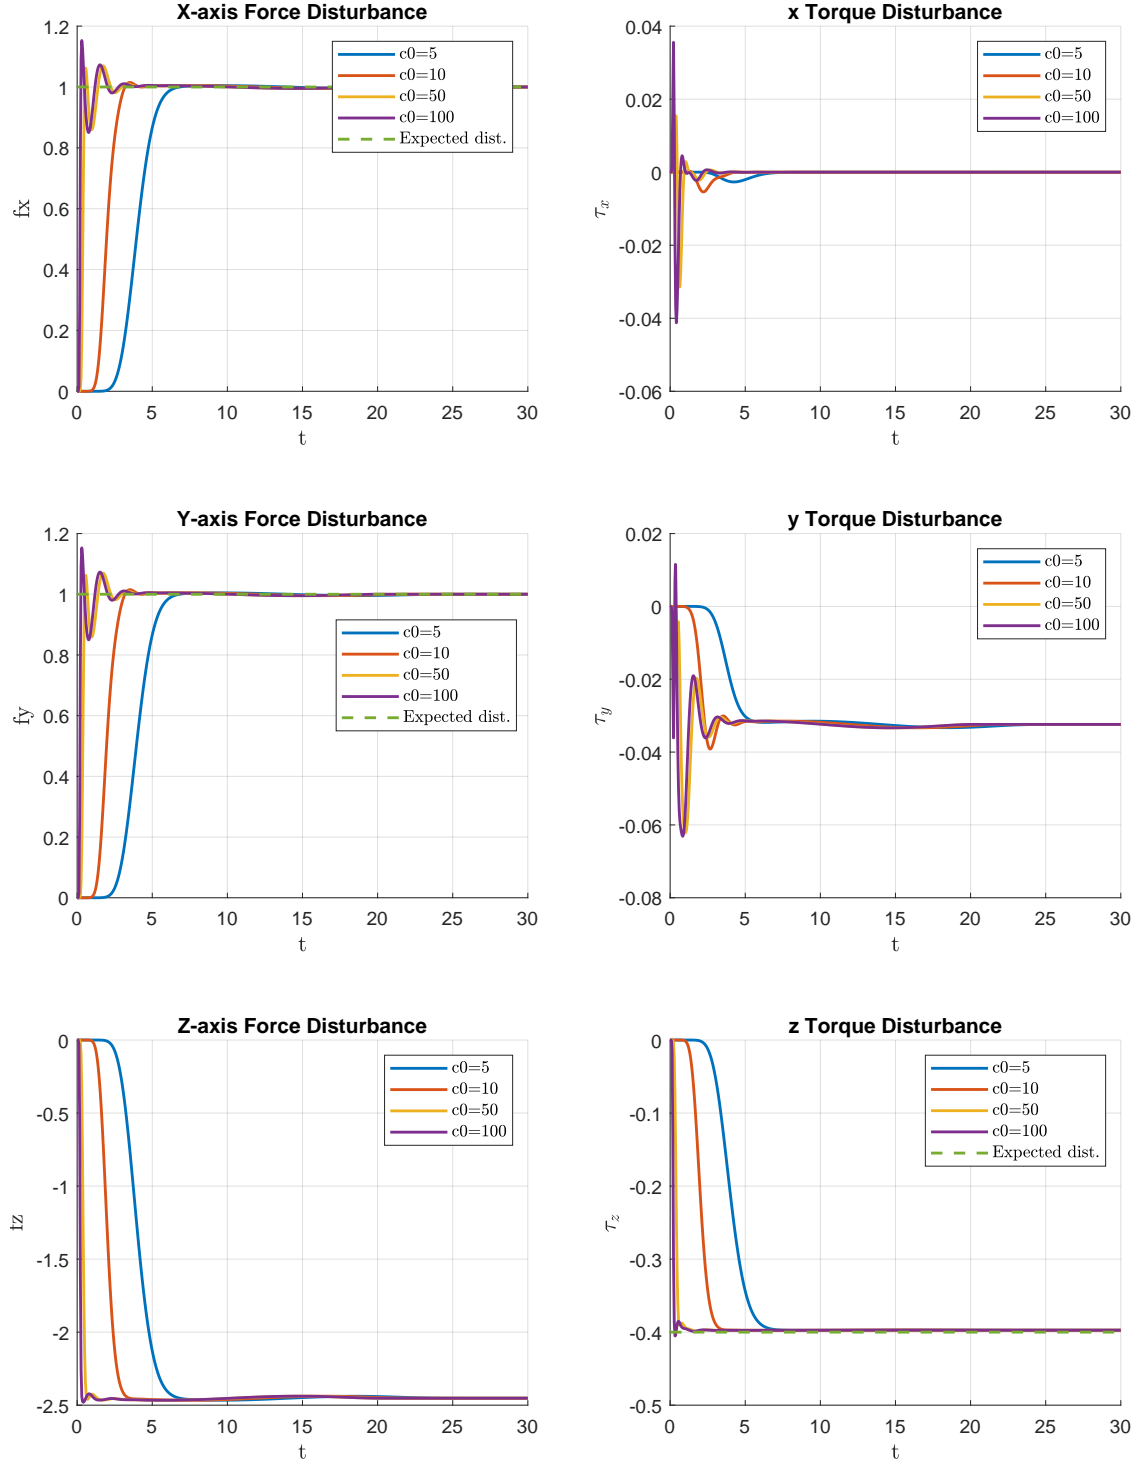 X-axis Force Disturbance
1.2
1
0.8
0.6
0.4
0.2
0
fx
0 5 10 15 20 25 30
t
c0=5
c0=10
c0=50
c0=100
Expected dist.
x Torque Disturbance
0.04
0.02
0
-0.02
-0.04
-0.06
τx
0 5 10 15 20 25 30
t
c0=5
c0=10
c0=50
c0=100
Y-axis Force Disturbance
1.2
1
0.8
0.6
0.4
0.2
0
fy
0 5 10 15 20 25 30
t
c0=5
c0=10
c0=50
c0=100
Expected dist.
y Torque Disturbance
0.02
0
-0.02
-0.04
-0.06
-0.08
τy
0 5 10 15 20 25 30
t
c0=5
c0=10
c0=50
c0=100
Z-axis Force Disturbance
0
-0.5
-1
-1.5
-2
-2.5
fz
0 5 10 15 20 25 30
t
c0=5
c0=10
c0=50
c0=100
z Torque Disturbance
0
-0.1
-0.2
-0.3
-0.4
-0.5
τz
0 5 10 15 20 25 30
t
c0=5
c0=10
c0=50
c0=100
Expected dist.